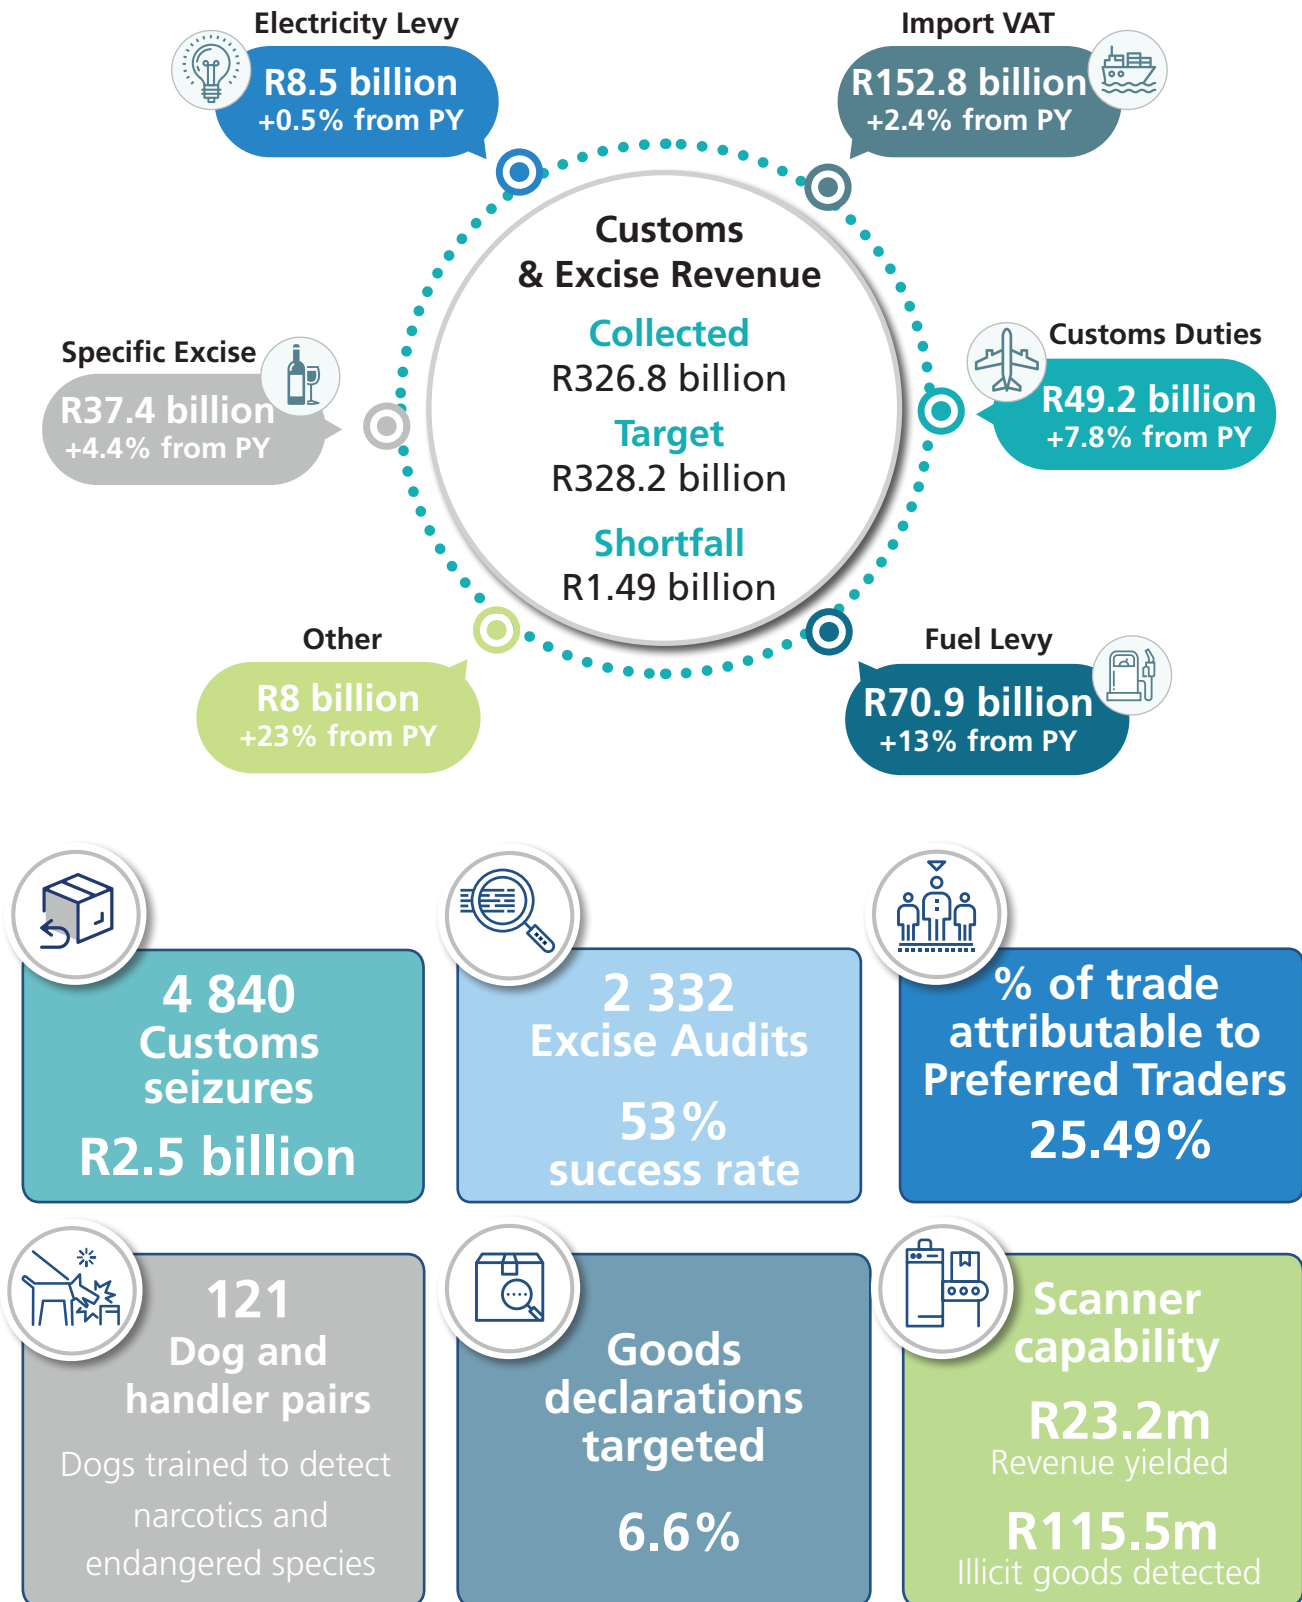 Electricity Levy
R8.5 billion
+0.5% from PY
Import VAT
R152.8 billion
+2.4% from PY
Customs
& Excise Revenue
Collected
R326.8 billion
Target
R328.2 billion
Shortfall
R1.49 billion
Specific Excise
R37.4 billion
+4.4% from PY
Customs Duties
R49.2 billion
+7.8% from PY
Other
R8 billion
+23% from PY
Fuel Levy
R70.9 billion
+13% from PY
4 840
Customs
seizures
R2.5 billion
2 332
Excise Audits
53%
success rate
% of trade
attributable to
Preferred Traders
25.49%
121
Dog and
handler pairs
Dogs trained to detect
narcotics and
endangered species
Goods
declarations
targeted
6.6%
Scanner
capability
R23.2m
Revenue yielded
R115.5m
Illicit goods detected